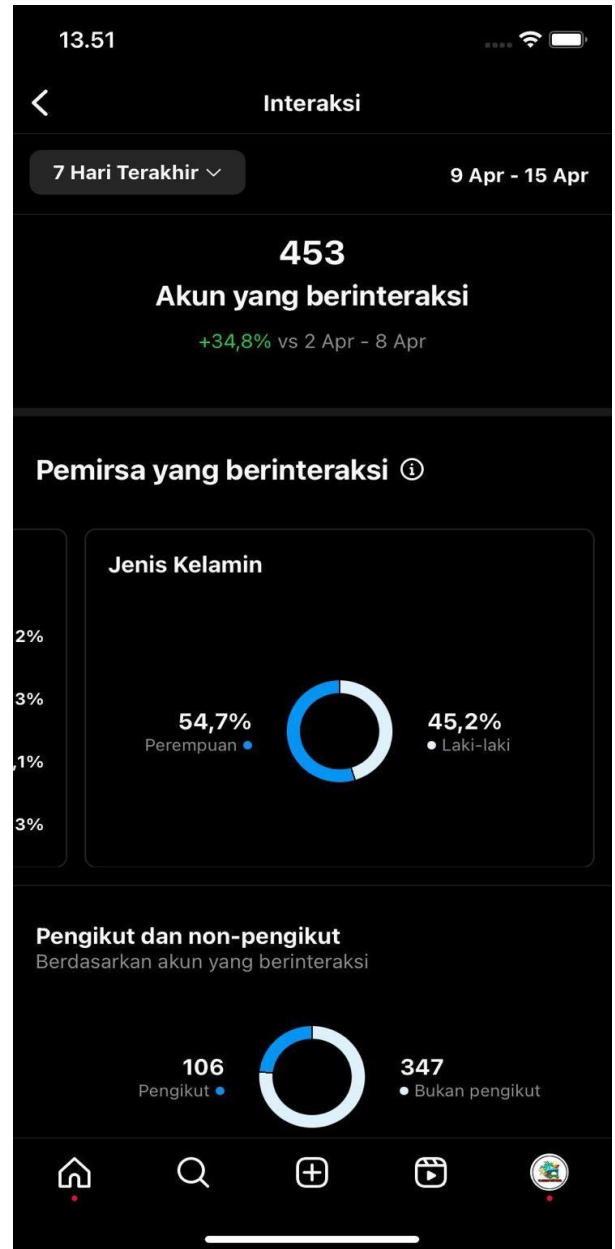 13.51
Interaksi
7 Hari Terakhir
9 Apr - 15 Apr
453
Akun yang berinteraksi
+34,8% vs 2 Apr - 8 Apr
Pemirsa yang berinteraksi
Jenis Kelamin
2%
3%
,1%
3%
54,7%
Perempuan
45,2%
Laki-laki
Pengikut dan non-pengikut
Berdasarkan akun yang berinteraksi
106
Pengikut
347
Bukan pengikut